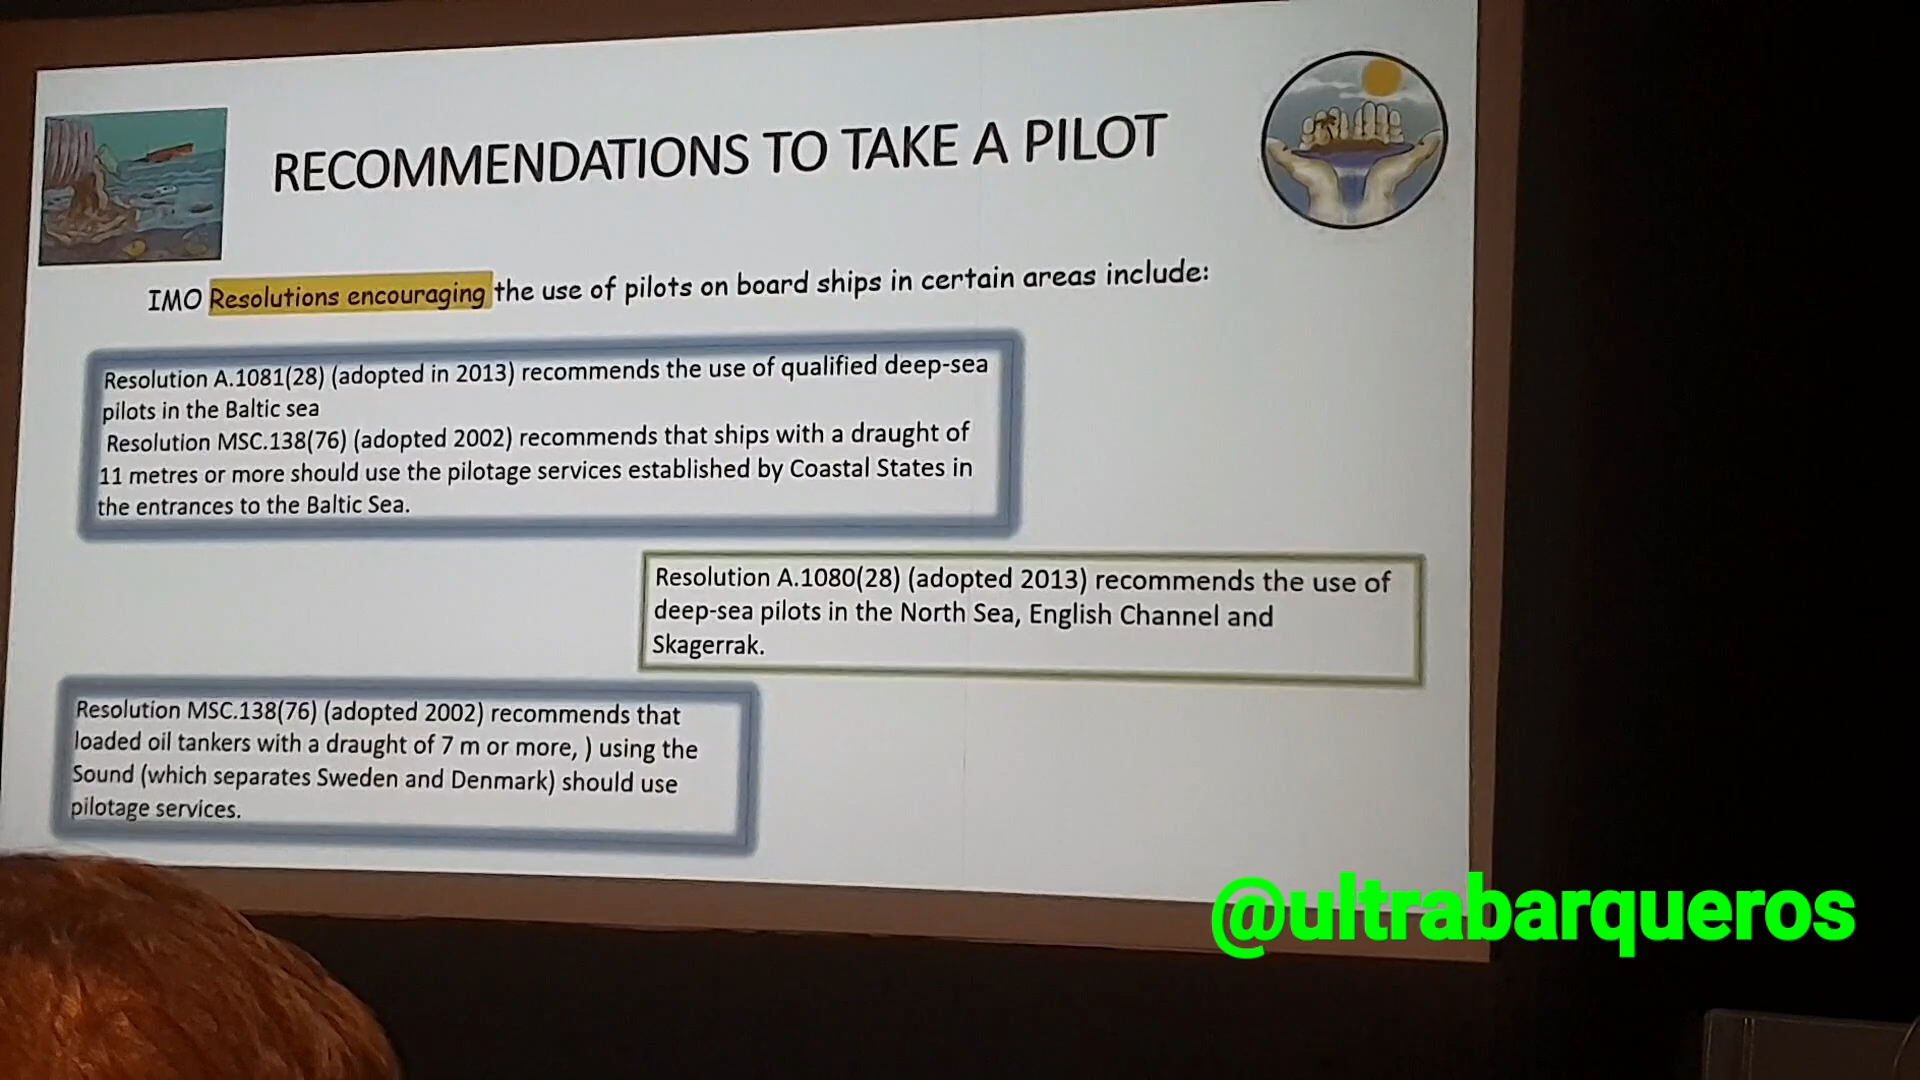 RECOMMENDATIONS TO TAKE A PILOT
IMO Resolutions encouraging the use of pilots on board ships in certain areas include:
Resolution A.1081(28) (adopted in 2013) recommends the use of qualified deep-sea
pilots in the Baltic sea
Resolution MSC.138(76) (adopted 2002) recommends that ships with a draught of
11 metres or more should use the pilotage services established by Coastal States in
the entrances to the Baltic Sea.
Resolution A.1080(28) (adopted 2013) recommends the use of
deep-sea pilots in the North Sea, English Channel and
Skagerrak.
Resolution MSC.138(76) (adopted 2002) recommends that
loaded oil tankers with a draught of 7 m or more, ) using the
Sound (which separates Sweden and Denmark) should use
pilotage services.
@ultrabarqueros